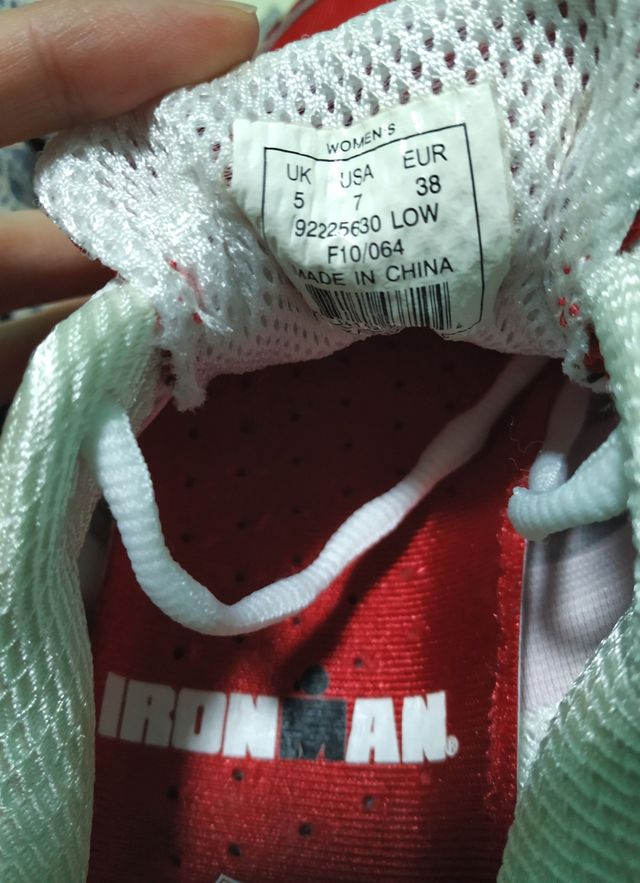 WOMEN'S
UK USA EUR
5 7 38
92225630 LOW
F10/064
MADE IN CHINA
IRONMAN®